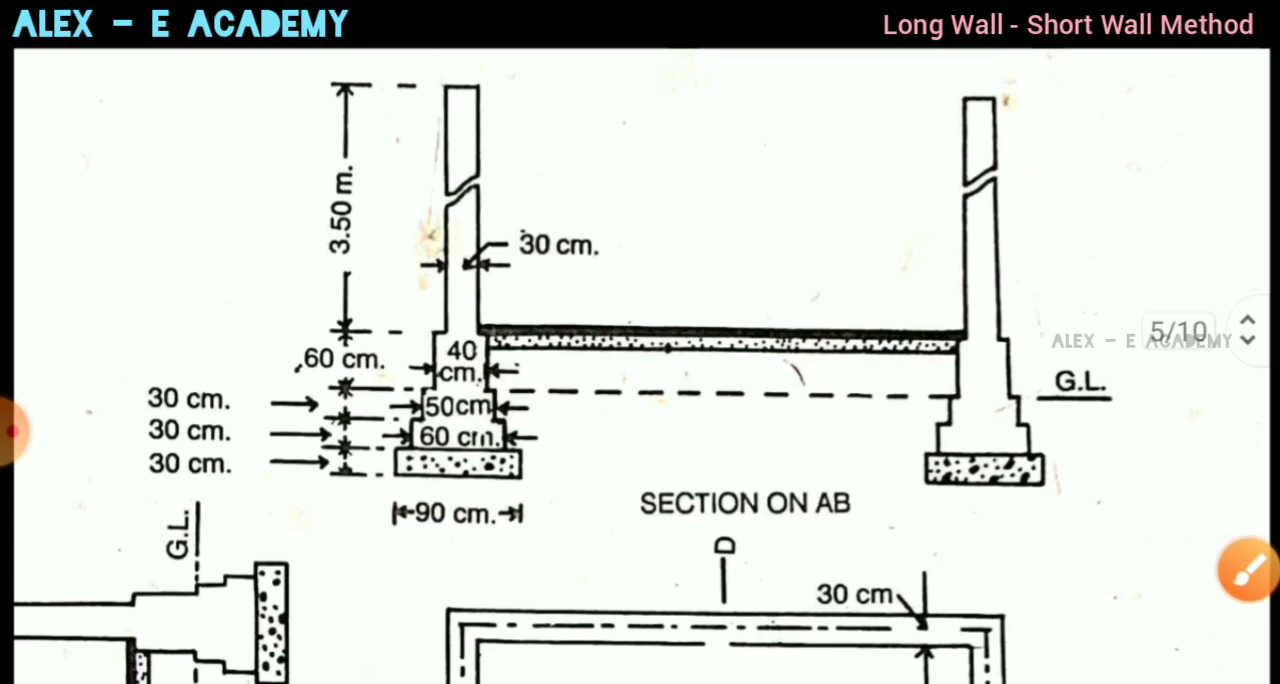 ALEX - E ACADEMY
Long Wall - Short Wall Method
3.50 m.
30 cm.
60 cm.
40
cm.
5/10
ALEX - E ACADEMY
G.L.
30 cm.
50cm
30 cm.
60 cm.
30 cm.
90 cm.
SECTION ON AB
G.L.
D
30 cm